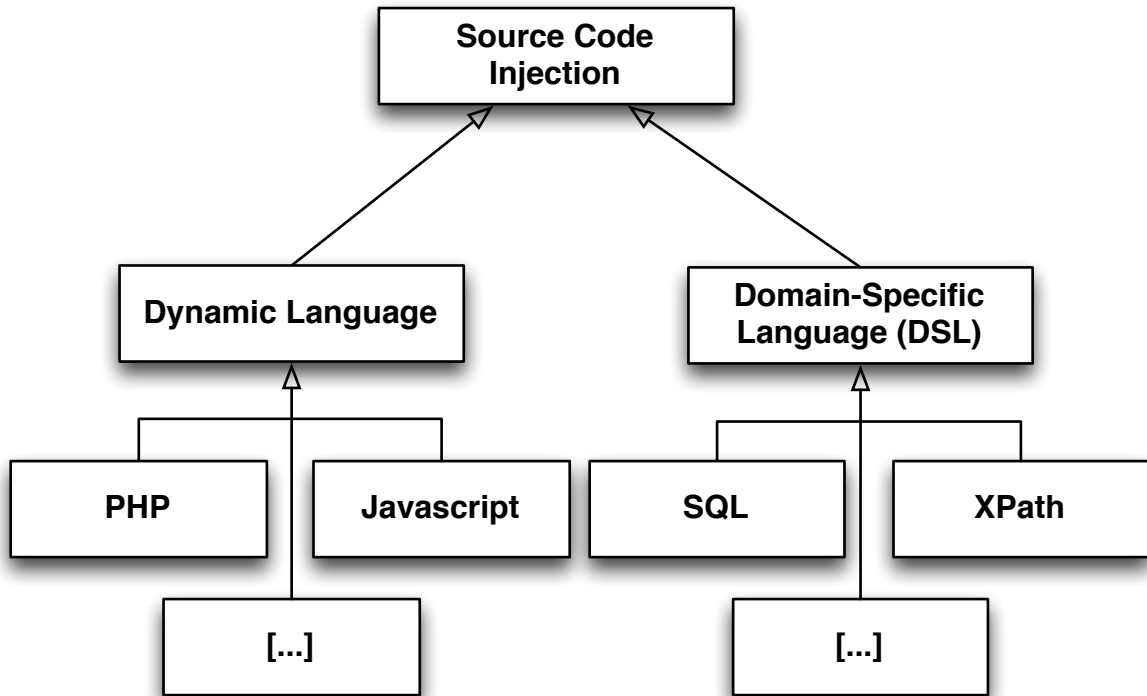 Source Code
Injection
Dynamic Language
Domain-Specific
Language (DSL)
PHP
Javascript
SQL
XPath
[...]
[...]